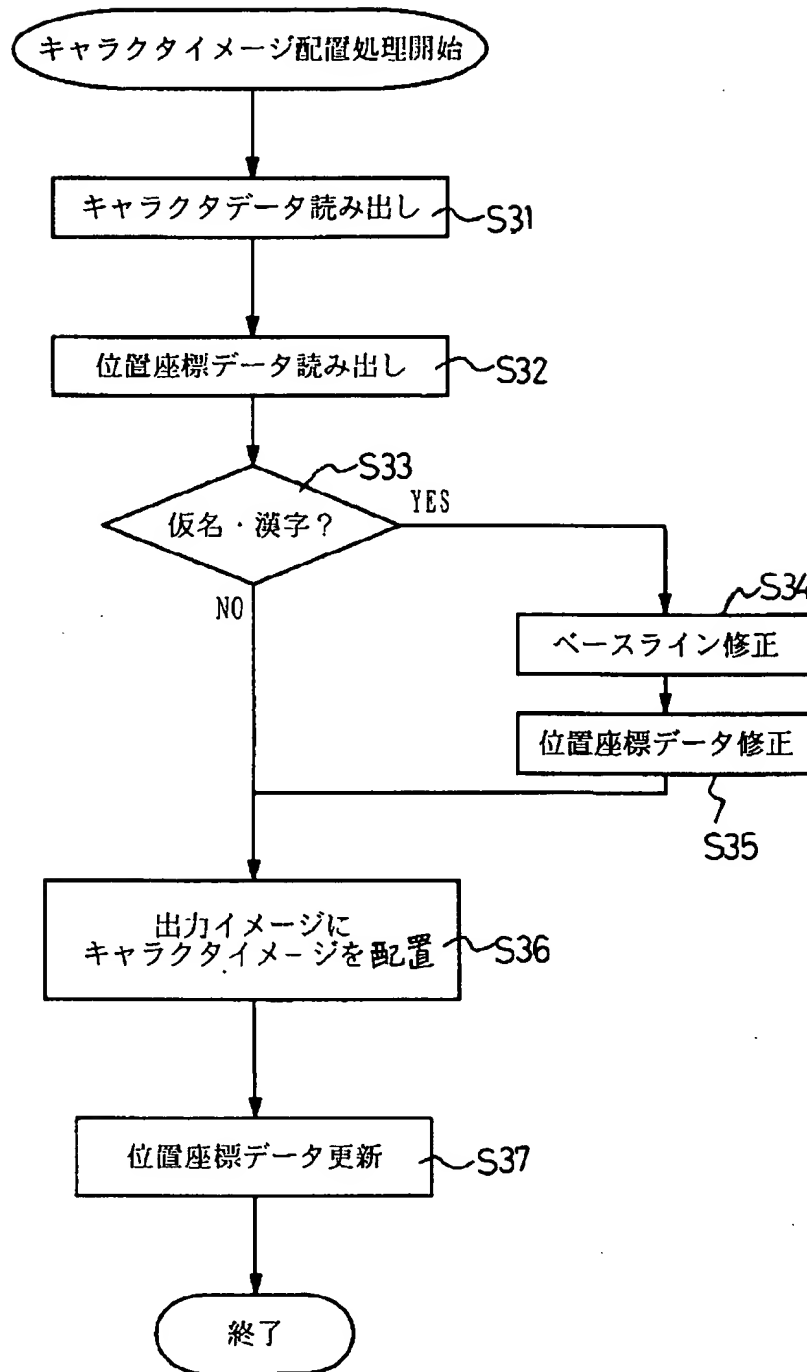 キャラクタイメージ配置処理開始
キャラクタデータ読み出し
S31
位置座標データ読み出し
S32
S33
仮名・漢字？
YES
NO
S34
ベースライン修正
位置座標データ修正
S35
出力イメージに
キャラクタイメージを配置
S36
位置座標データ更新
S37
終了